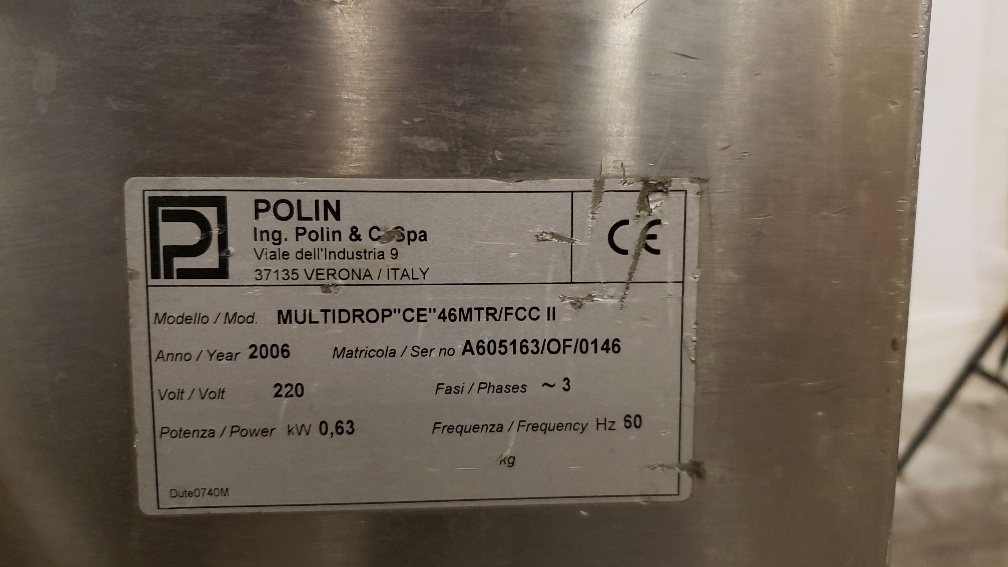 POLIN
Ing. Polin & C. Spa
Viale dell'Industria 9
37135 VERONA / ITALY
CE
Modello / Mod. MULTIDROP"CE"46MTR/FCC II
Anno / Year 2006 Matricola / Ser no A605163/OF/0146
Volt / Volt 220 Fasi / Phases ~ 3
Potenza / Power kW 0,63 Frequenza / Frequency Hz 60
kg
Dute0740M